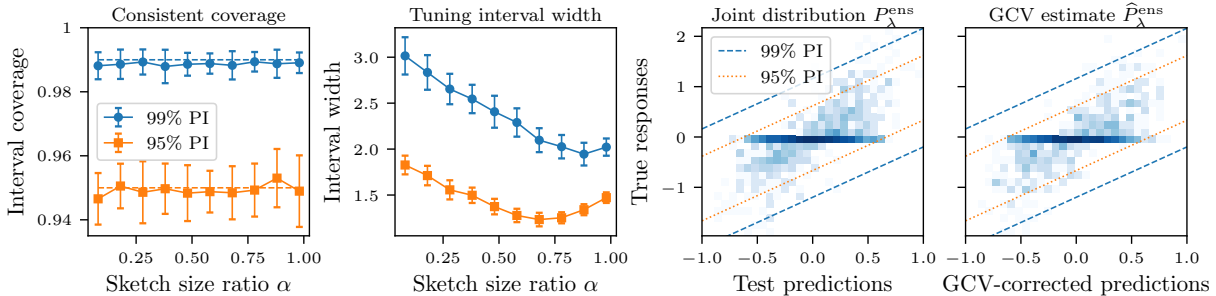 Consistent coverage
Interval coverage
1
0.98
0.96
0.94
99% PI
95% PI
0.25
0.50
0.75
1.00
Sketch size ratio α
Tuning interval width
Interval width
3.0
2.5
2.0
1.5
0.25
0.50
0.75
1.00
Sketch size ratio α
Joint distribution P_λ^ens
True responses
2
1
0
−1
99% PI
95% PI
−1.0
−0.5
0.0
0.5
1.0
Test predictions
GCV estimate P̂_λ^ens
−1.0
−0.5
0.0
0.5
1.0
GCV-corrected predictions